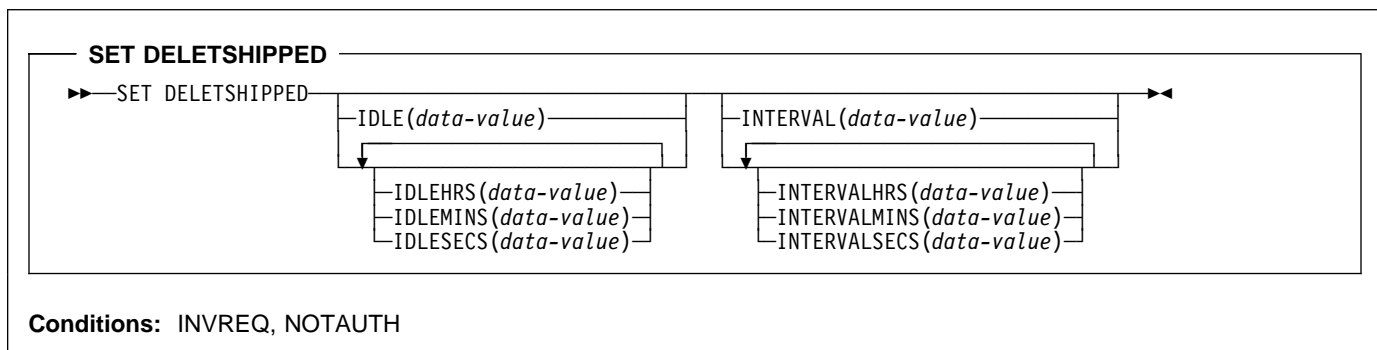 SET DELETSHIPPED
SET DELETSHIPPED
IDLE(data-value) INTERVAL(data-value)
IDLEHRS(data-value) INTERVALHRS(data-value)
IDLEMINS(data-value) INTERVALMINS(data-value)
IDLESECS(data-value) INTERVALSECS(data-value)
Conditions: INVREQ, NOTAUTH